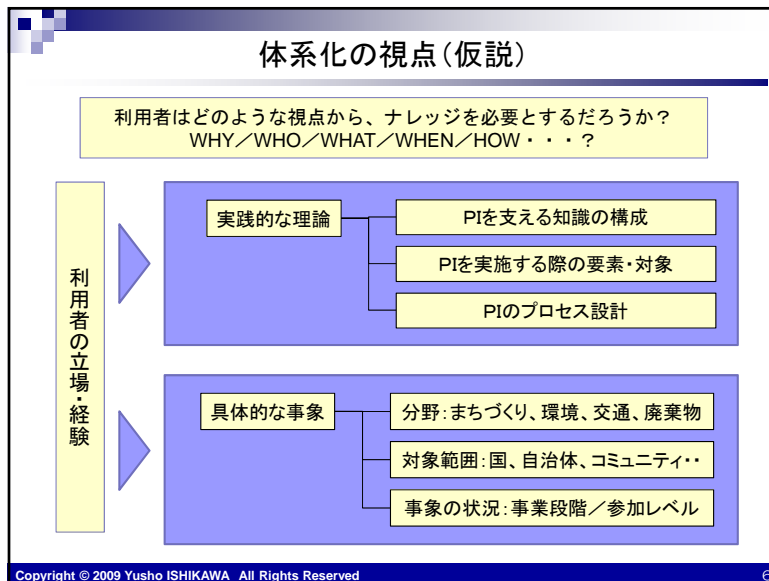 体系化の視点(仮説)
利用者はどのような視点から、ナレッジを必要とするだろうか?
WHY/WHO/WHAT/WHEN/HOW・・・?
利用者の立場・経験
実践的な理論
PIを支える知識の構成
PIを実施する際の要素・対象
PIのプロセス設計
具体的な事象
分野:まちづくり、環境、交通、廃棄物
対象範囲:国、自治体、コミュニティ・・
事象の状況:事業段階/参加レベル
Copyright © 2009 Yusho ISHIKAWA All Rights Reserved